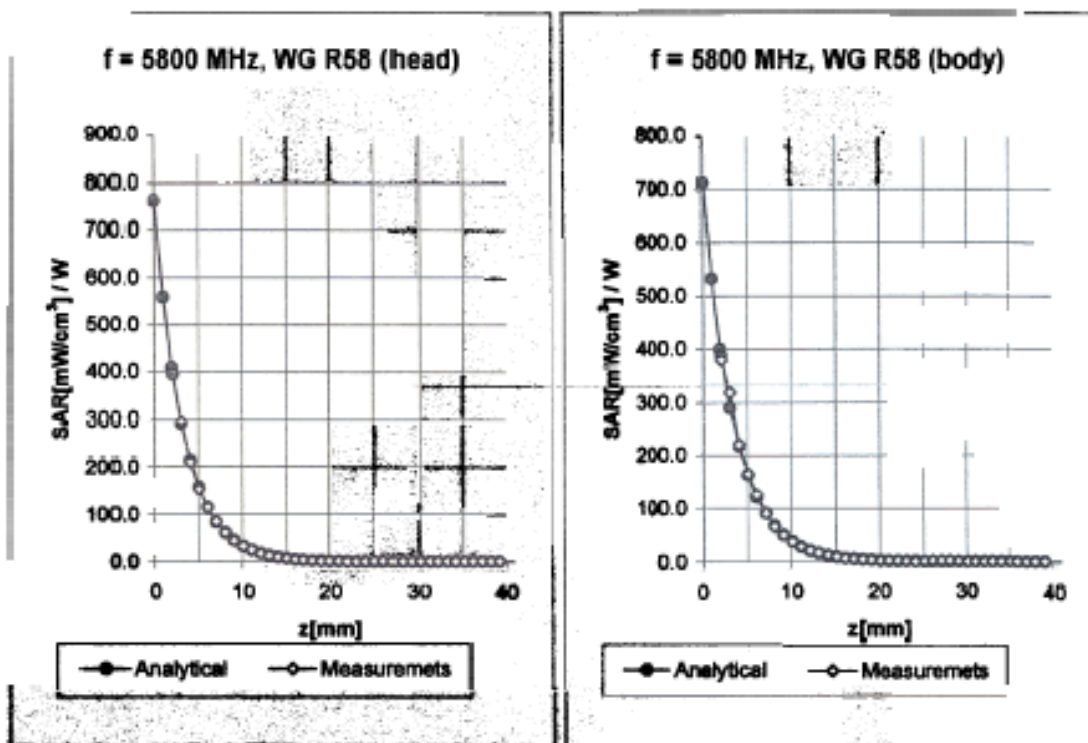 f = 5800 MHz, WG R58 (head)
900.0
800.0
700.0
600.0
500.0
400.0
300.0
200.0
100.0
0.0
SAR[mW/cm³] / W
0 10 20 30 40
z[mm]
Analytical Measuremets
f = 5800 MHz, WG R58 (body)
800.0
700.0
600.0
500.0
400.0
300.0
200.0
100.0
0.0
SAR[mW/cm³] / W
0 10 20 30 40
z[mm]
Analytical Measuremets